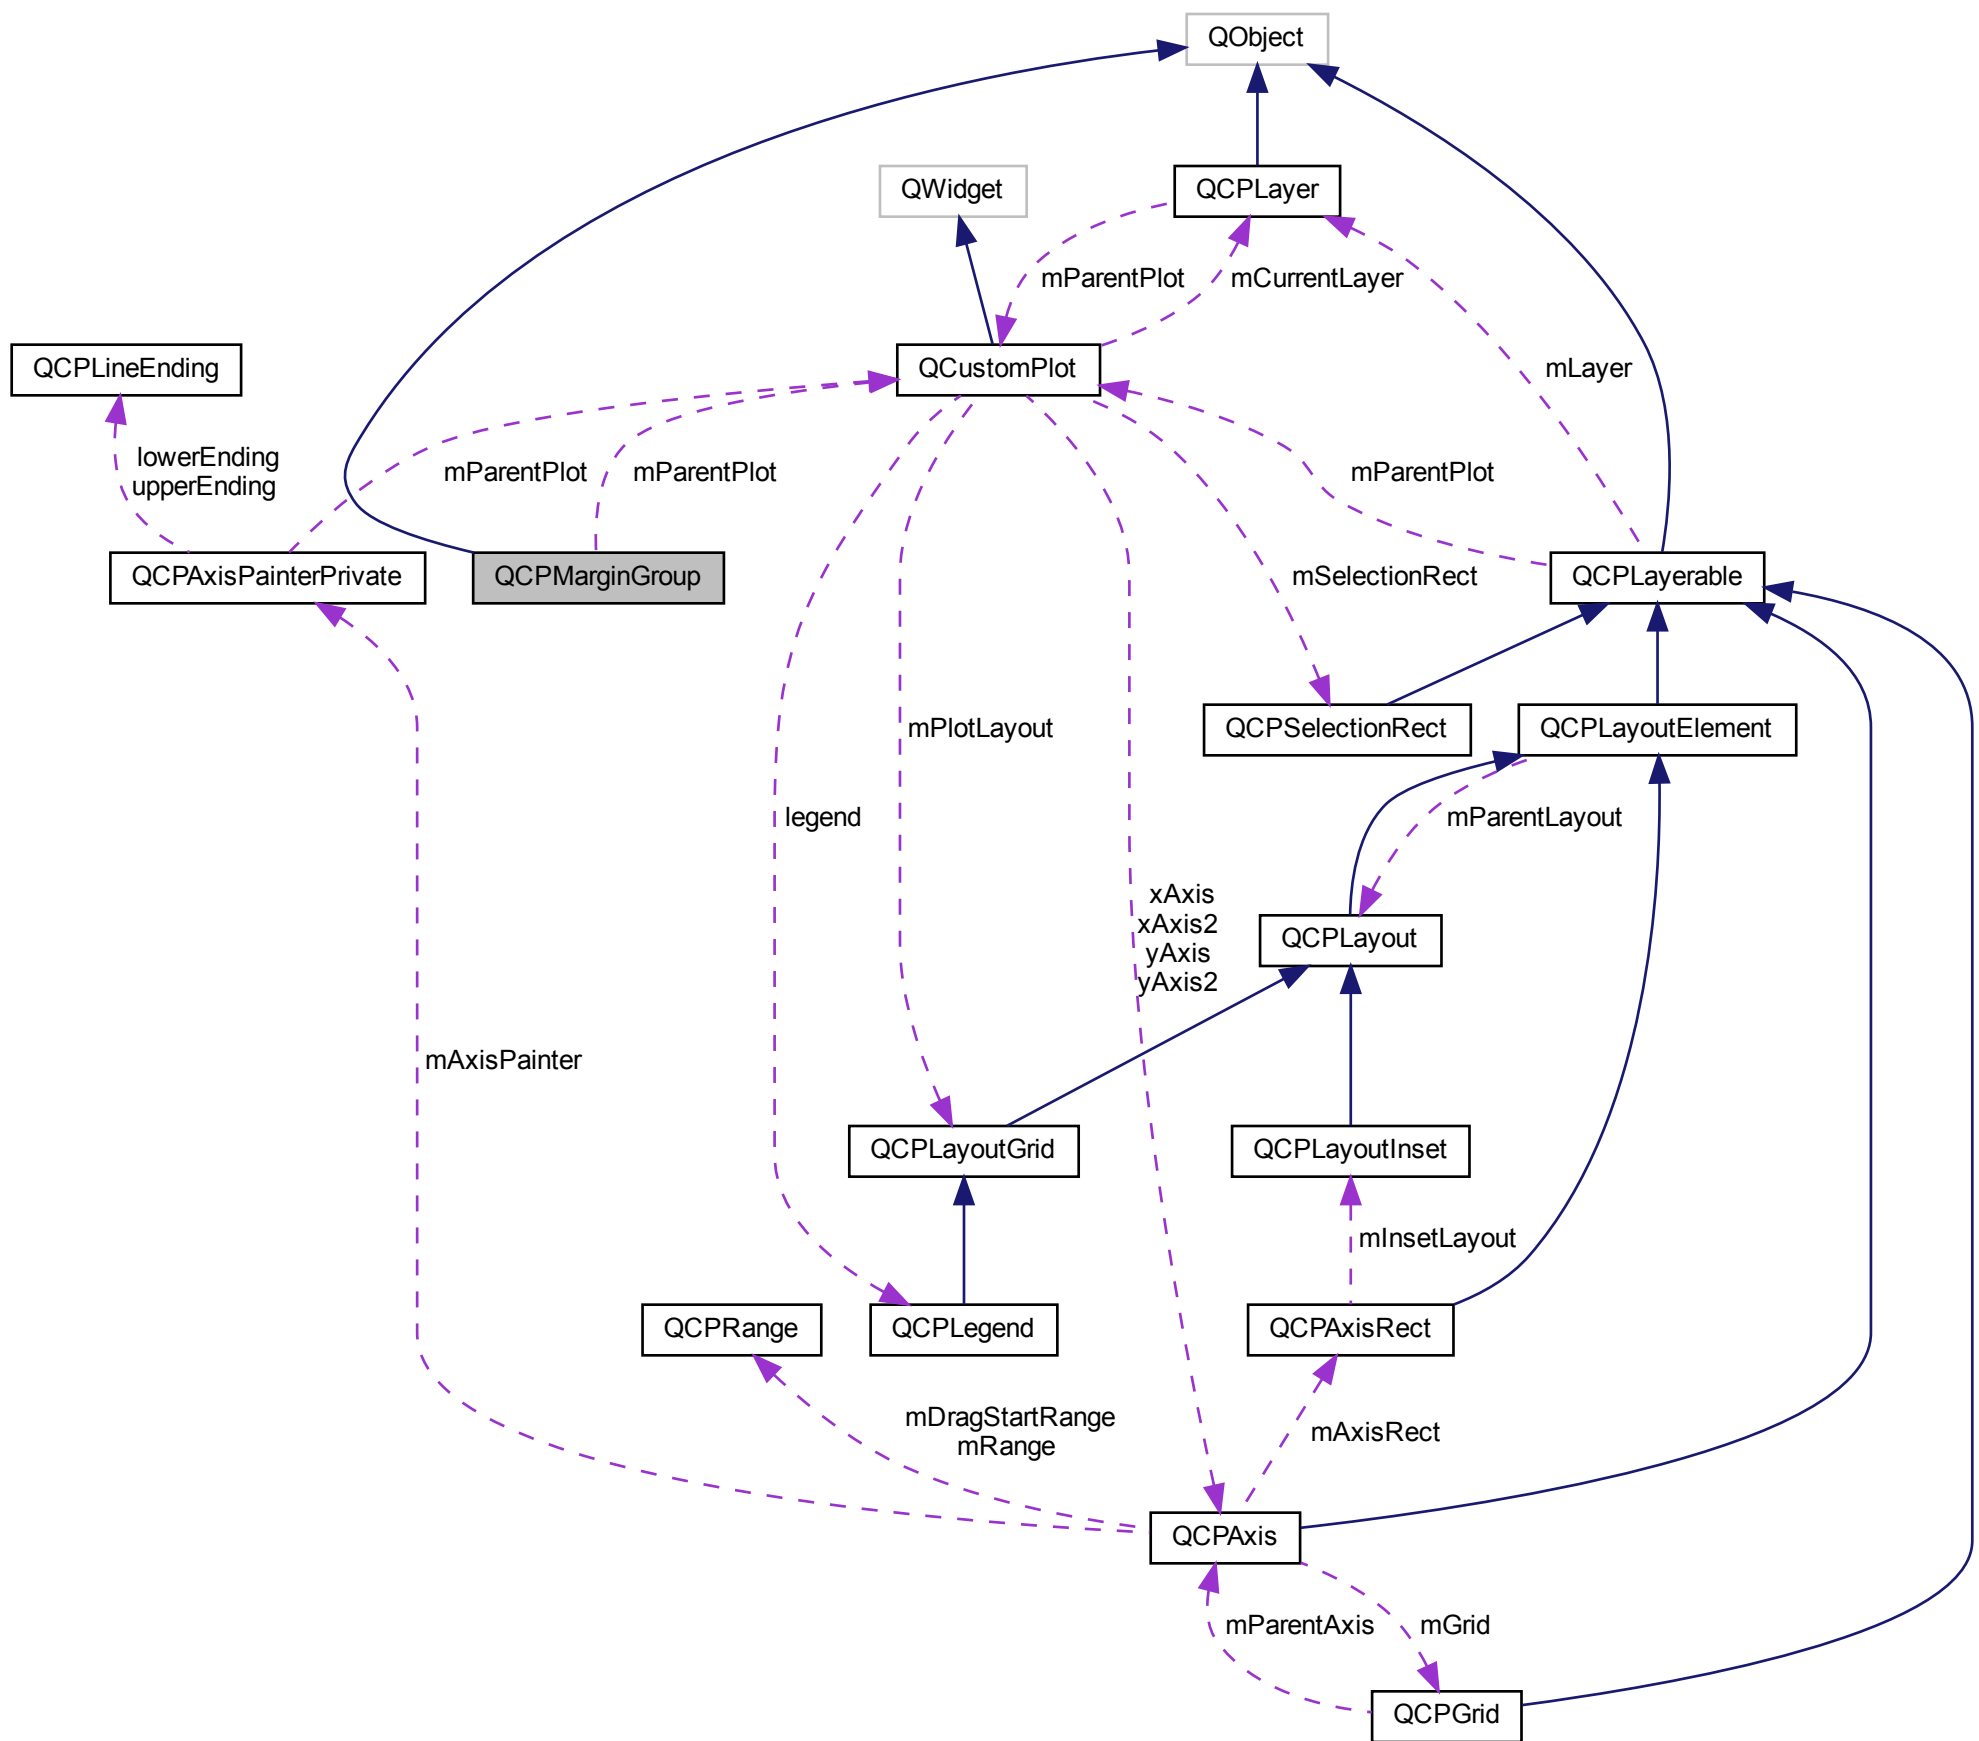 QObject
QWidget
QCPLayer
mParentPlot
mCurrentLayer
QCPLineEnding
QCustomPlot
mLayer
lowerEnding
upperEnding
mParentPlot
mParentPlot
mParentPlot
QCPAxisPainterPrivate
QCPMarginGroup
mSelectionRect
QCPLayerable
mPlotLayout
QCPSelectionRect
QCPLayoutElement
legend
mParentLayout
xAxis
xAxis2
yAxis
yAxis2
QCPLayout
mAxisPainter
QCPLayoutGrid
QCPLayoutInset
mInsetLayout
QCPRange
QCPLegend
QCPAxisRect
mDragStartRange
mRange
mAxisRect
QCPAxis
mParentAxis
mGrid
QCPGrid